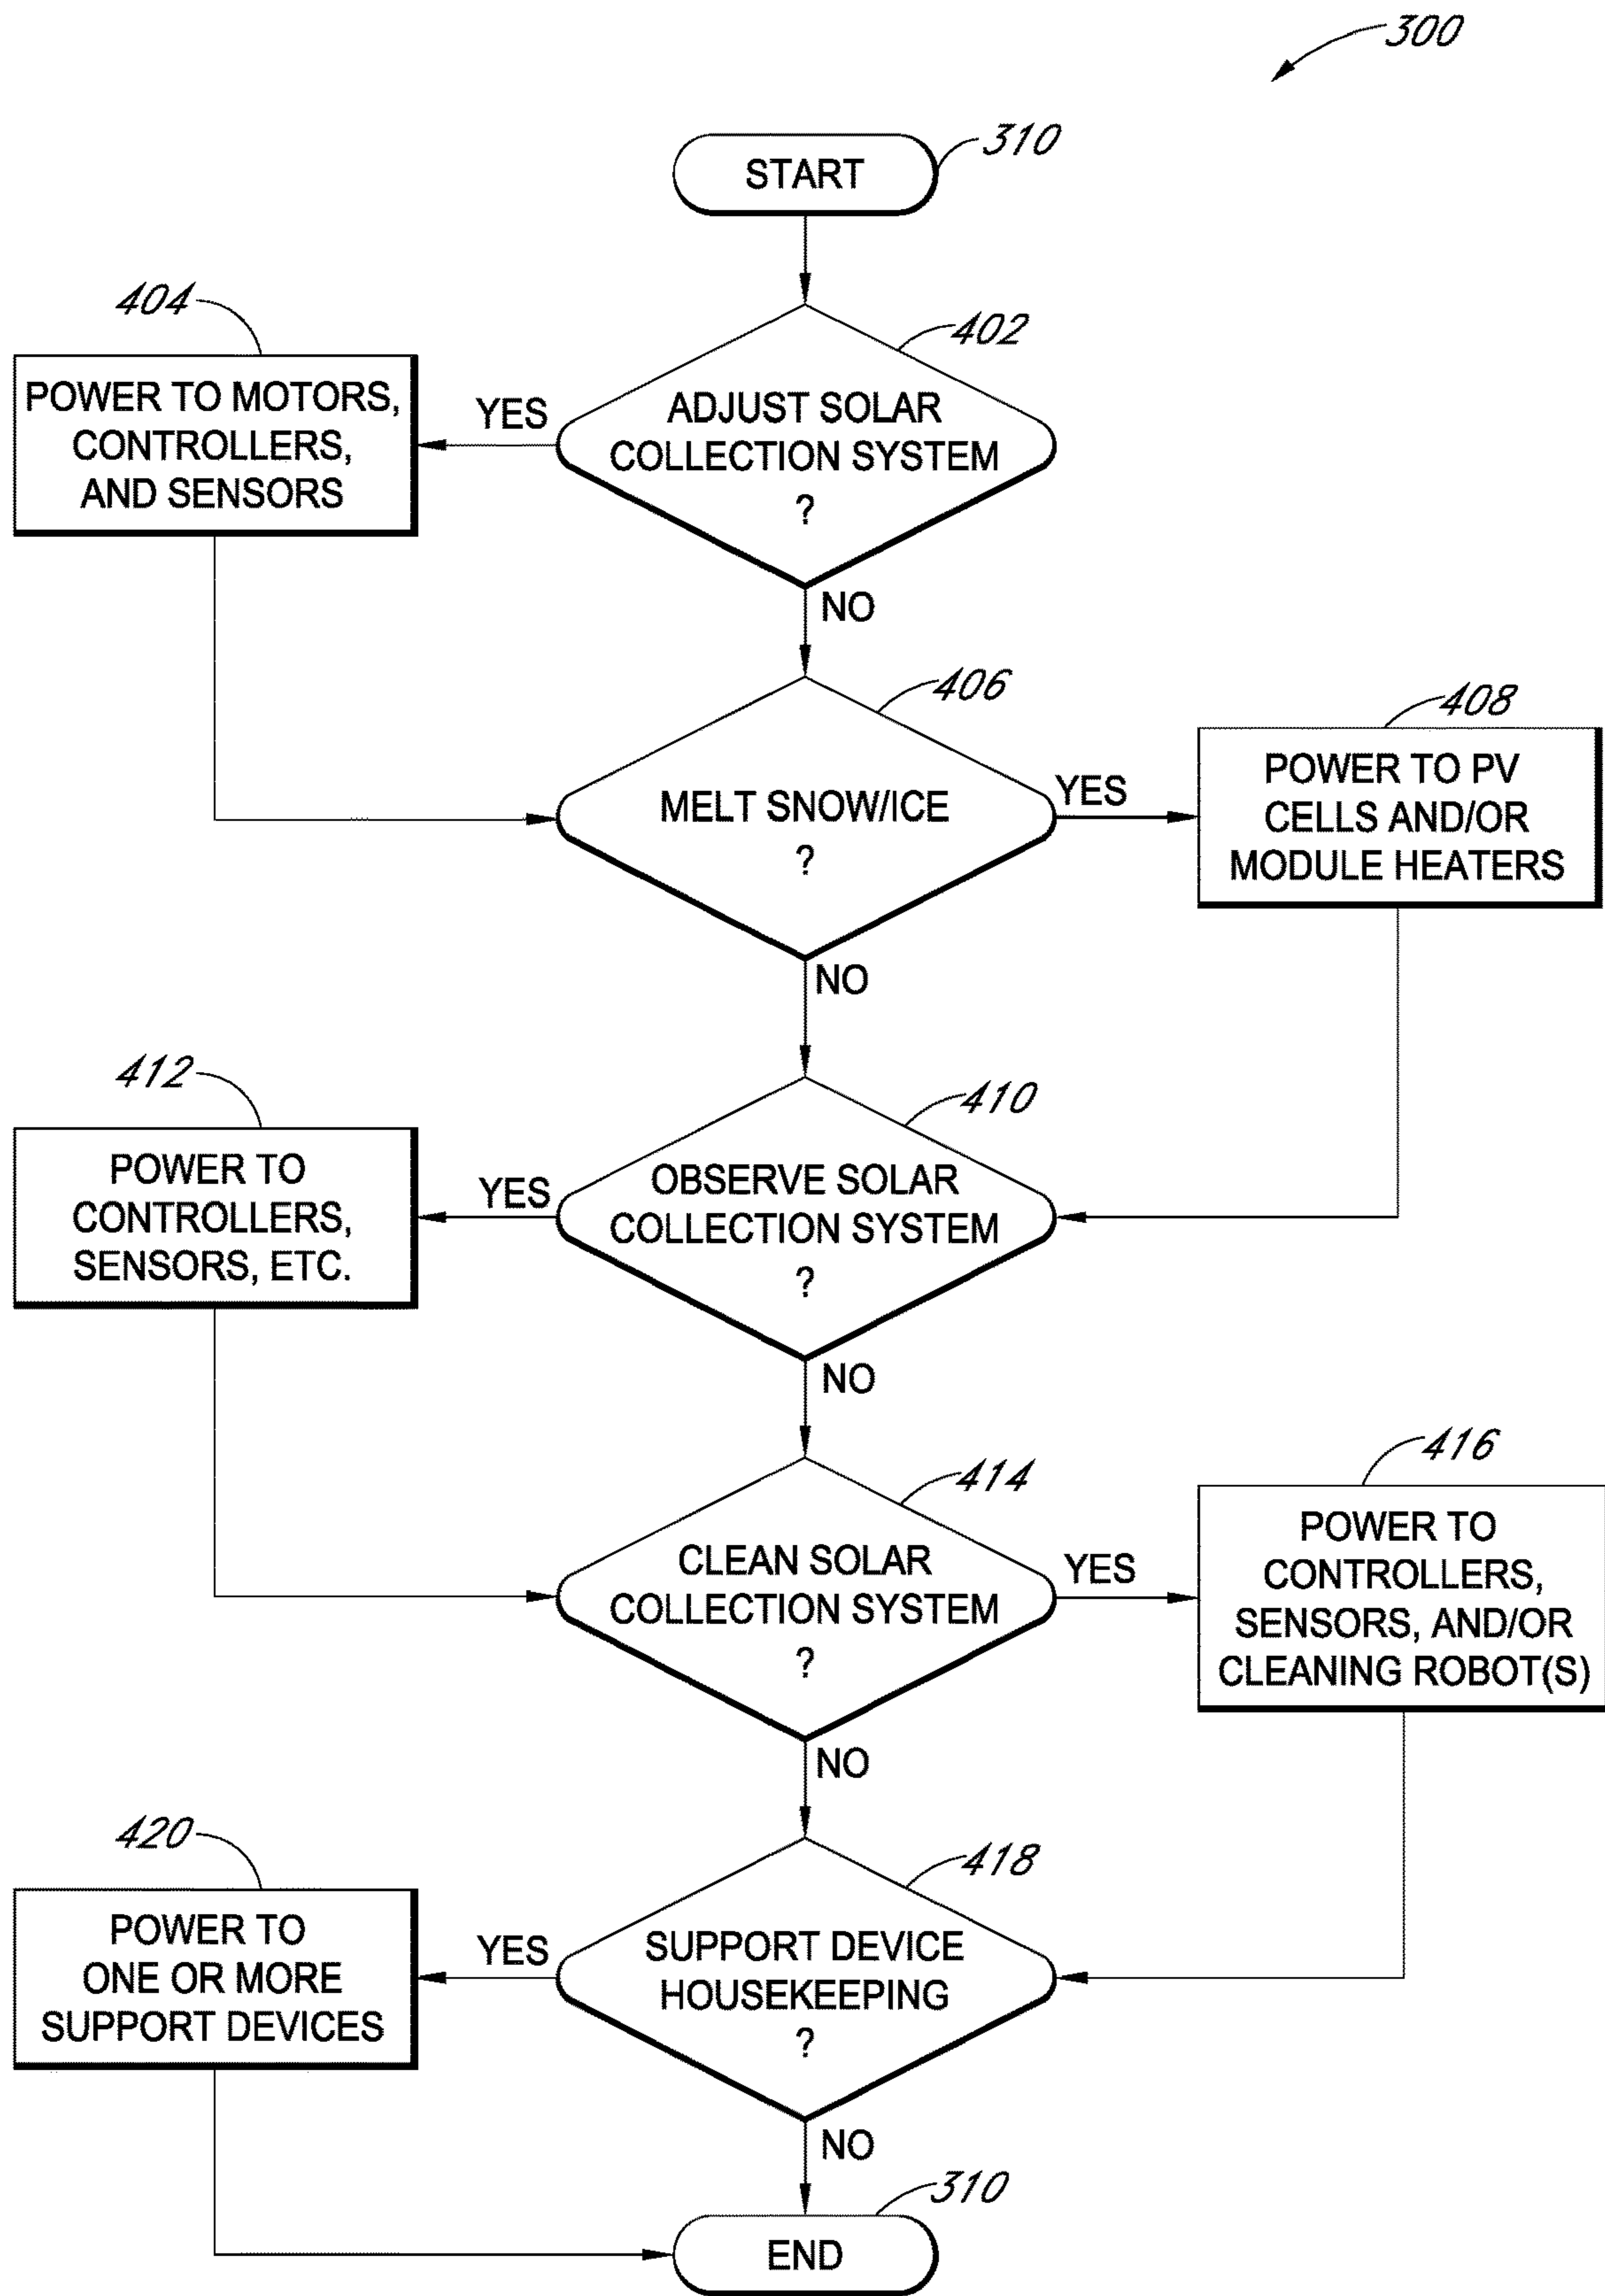 300
310
START
404
402
POWER TO MOTORS,
CONTROLLERS,
AND SENSORS
YES
ADJUST SOLAR
COLLECTION SYSTEM
?
NO
406
408
MELT SNOW/ICE
?
YES
POWER TO PV
CELLS AND/OR
MODULE HEATERS
NO
412
410
POWER TO
CONTROLLERS,
SENSORS, ETC.
YES
OBSERVE SOLAR
COLLECTION SYSTEM
?
NO
414
416
CLEAN SOLAR
COLLECTION SYSTEM
?
YES
POWER TO
CONTROLLERS,
SENSORS, AND/OR
CLEANING ROBOT(S)
NO
420
418
POWER TO
ONE OR MORE
SUPPORT DEVICES
YES
SUPPORT DEVICE
HOUSEKEEPING
?
NO
310
END